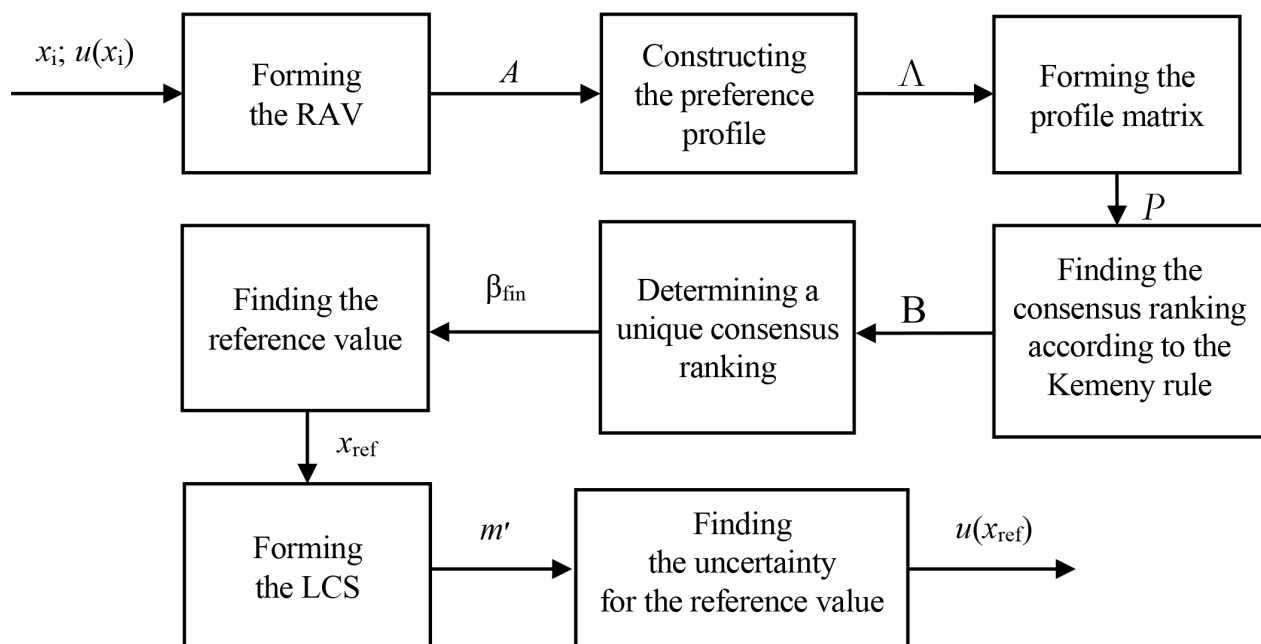 xi; u(xi)
Forming
the RAV
A
Constructing
the preference
profile
Λ
Forming the
profile matrix
P
Finding the
consensus ranking
according to the
Kemeny rule
B
Determining a
unique consensus
ranking
βfin
Finding the
reference value
xref
Forming
the LCS
m′
Finding
the uncertainty
for the reference value
u(xref)